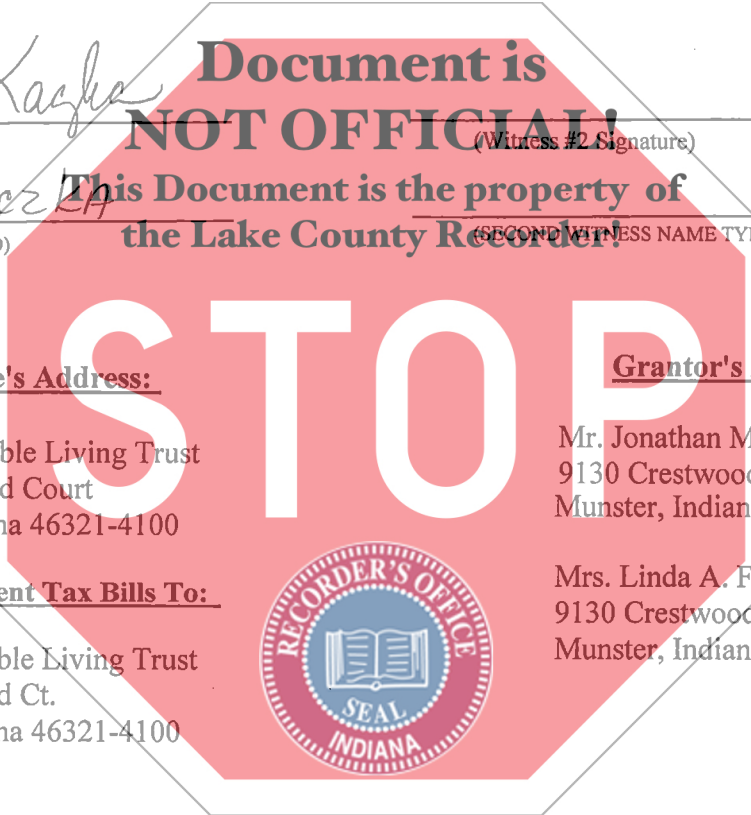 Document is
NOT OFFICIAL!
(Witness #2 Signature)
This Document is the property of
the Lake County Recorder!
(SECOND WITNESS NAME TY
STOP
e's Address:
ble Living Trust
d Court
na 46321-4100
ent Tax Bills To:
ble Living Trust
d Ct.
na 46321-4100
Grantor's
Mr. Jonathan M
9130 Crestwood
Munster, Indian
Mrs. Linda A. F
9130 Crestwood
Munster, Indian
RECORDER'S OFFICE
SEAL
INDIANA